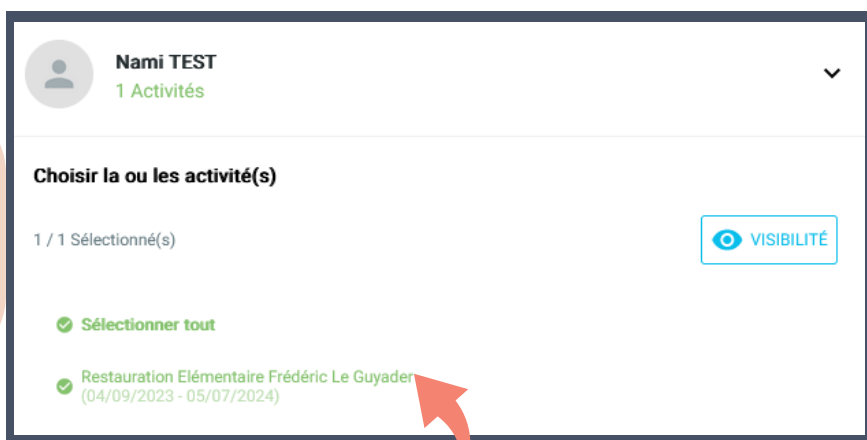 Nami TEST
1 Activités
Choisir la ou les activité(s)
1 / 1 Sélectionné(s)
VISIBILITÉ
Sélectionner tout
Restauration Elémentaire Frédéric Le Guyader
(04/09/2023 - 05/07/2024)